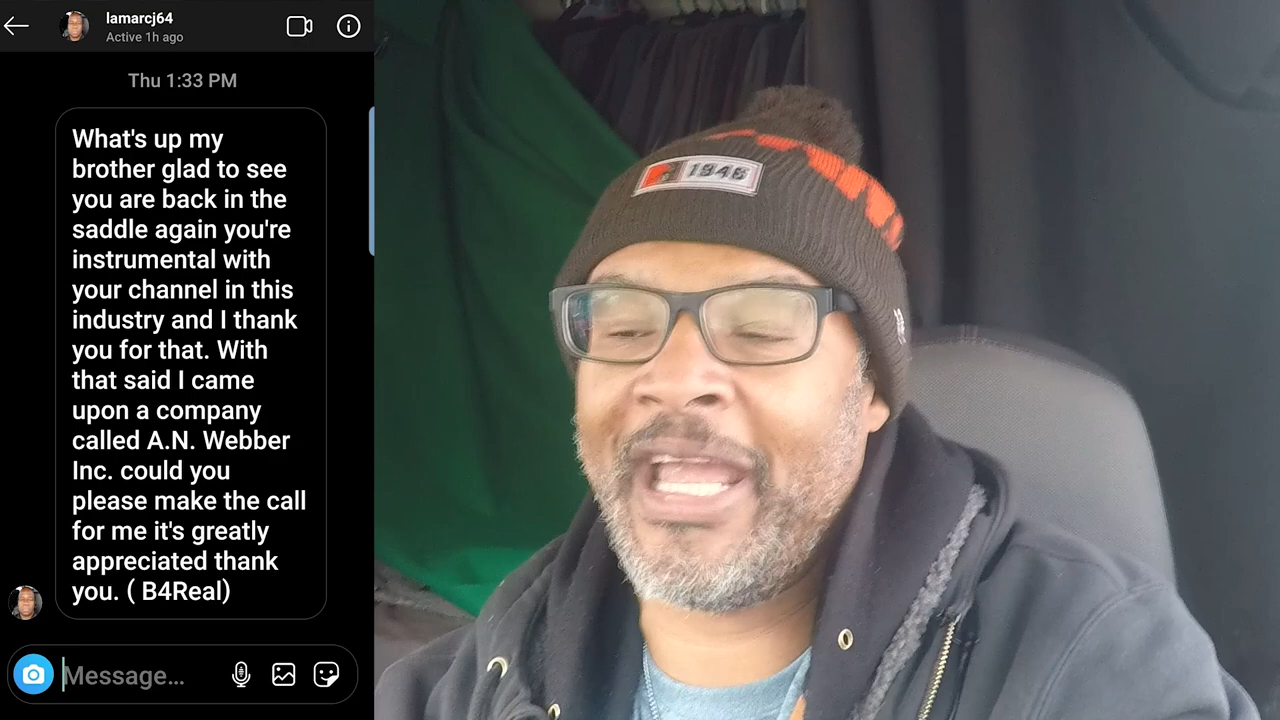 lamarcj64
Active 1h ago
Thu 1:33 PM
What's up my
brother glad to see
you are back in the
saddle again you're
instrumental with
your channel in this
industry and I thank
you for that. With
that said I came
upon a company
called A.N. Webber
Inc. could you
please make the call
for me it's greatly
appreciated thank
you. ( B4Real)
Message...
1946